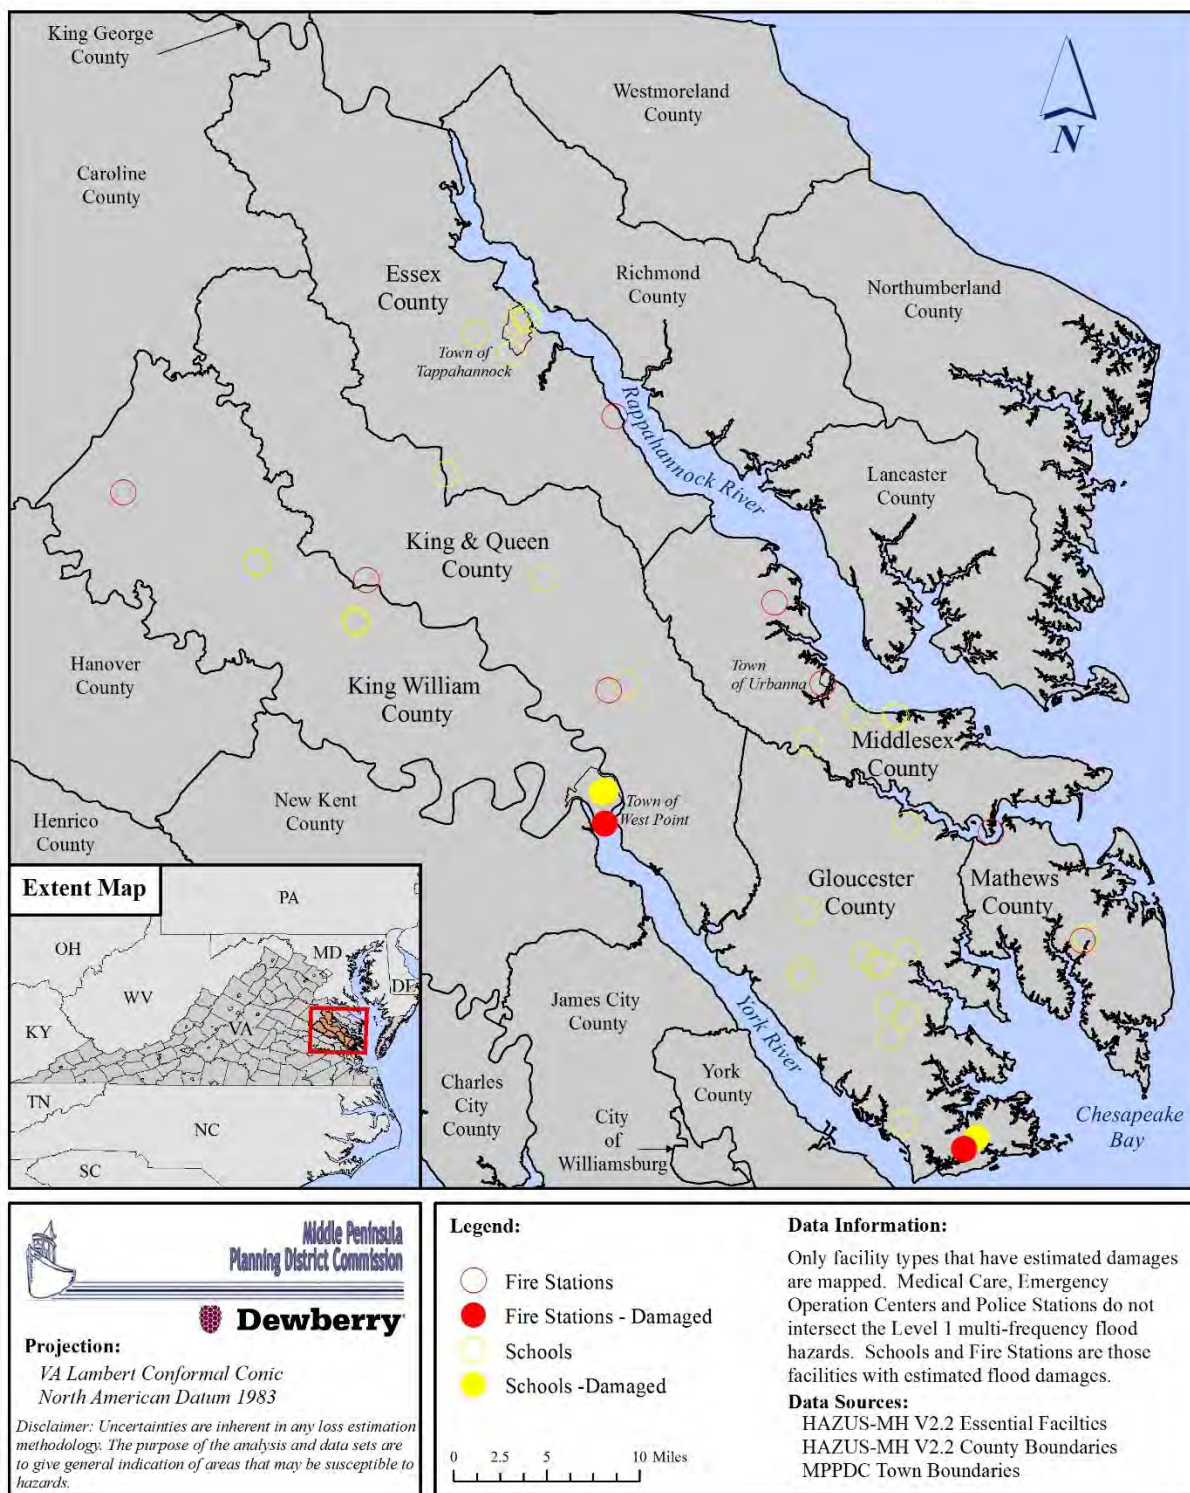 King George
County
Westmoreland
County
N
Caroline
County
Essex
County
Richmond
County
Northumberland
County
Town of
Tappahannock
Rappahannock River
Lancaster
County
King & Queen
County
Hanover
County
King William
County
Town
of Urbanna
Middlesex
County
New Kent
County
Town of
West Point
Henrico
County
Gloucester
County
Mathews
County
Extent Map
PA
OH
MD
WV
DE
KY
VA
TN
NC
SC
James City
County
York River
York
County
Charles
City
County
City
of
Williamsburg
Chesapeake
Bay
Middle Peninsula
Planning District Commission
Dewberry
Projection:
VA Lambert Conformal Conic
North American Datum 1983
Disclaimer: Uncertainties are inherent in any loss estimation
methodology. The purpose of the analysis and data sets are
to give general indication of areas that may be susceptible to
hazards.
Legend:
Fire Stations
Fire Stations - Damaged
Schools
Schools -Damaged
0 2.5 5 10 Miles
Data Information:
Only facility types that have estimated damages
are mapped. Medical Care, Emergency
Operation Centers and Police Stations do not
intersect the Level 1 multi-frequency flood
hazards. Schools and Fire Stations are those
facilities with estimated flood damages.
Data Sources:
HAZUS-MH V2.2 Essential Facilties
HAZUS-MH V2.2 County Boundaries
MPPDC Town Boundaries